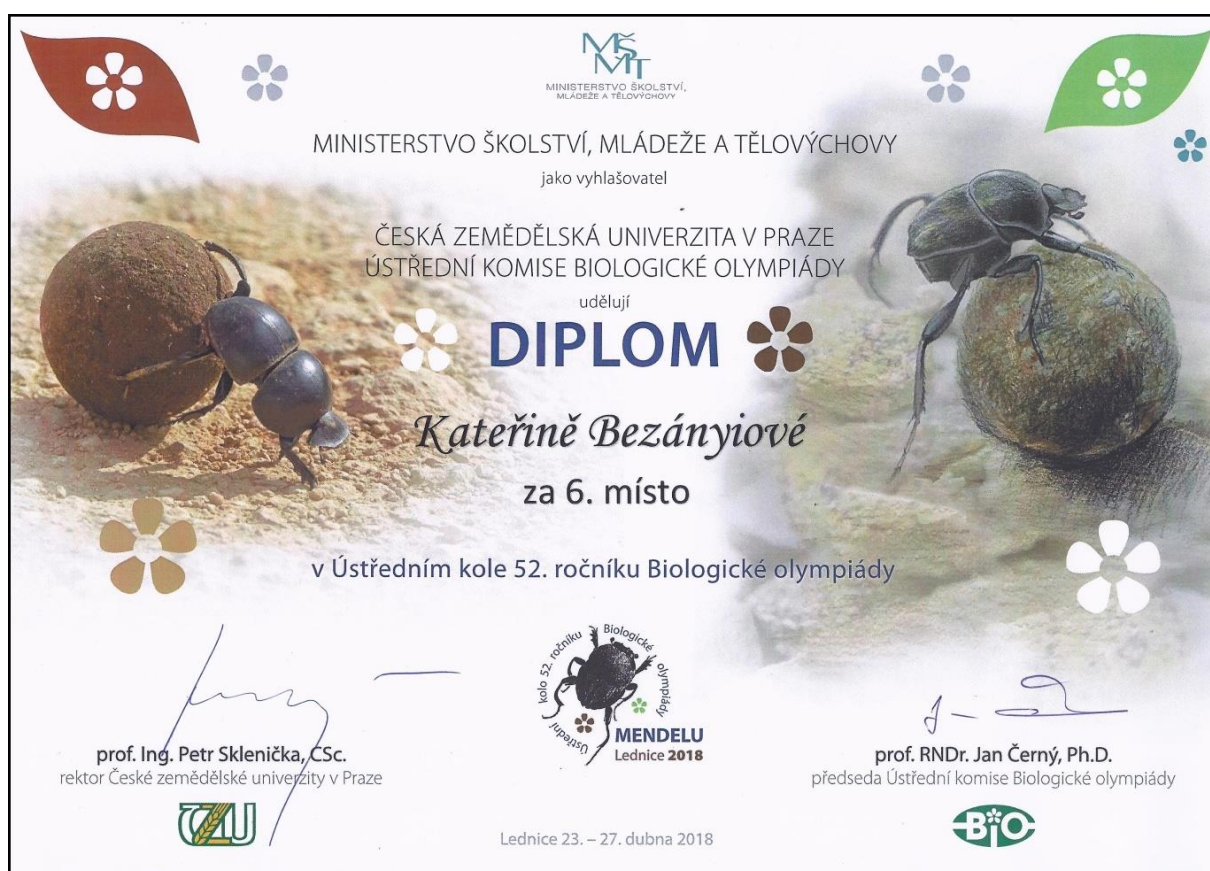 MŠ
MT
MINISTERSTVO ŠKOLSTVÍ,
MLÁDEŽE A TĚLOVÝCHOVY
MINISTERSTVO ŠKOLSTVÍ, MLÁDEŽE A TĚLOVÝCHOVY
jako vyhlašovatel
ČESKÁ ZEMĚDĚLSKÁ UNIVERZITA V PRAZE
ÚSTŘEDNÍ KOMISE BIOLOGICKÉ OLYMPIÁDY
udělují
DIPLOM
Kateřině Bezányiové
za 6. místo
v Ústředním kole 52. ročníku Biologické olympiády
Ústřední kolo 52. ročníku Biologické olympiády
MENDELU
Lednice 2018
prof. Ing. Petr Sklenička, CSc.
rektor České zemědělské univerzity v Praze
ČZU
prof. RNDr. Jan Černý, Ph.D.
předseda Ústřední komise Biologické olympiády
BiO
Lednice 23. – 27. dubna 2018